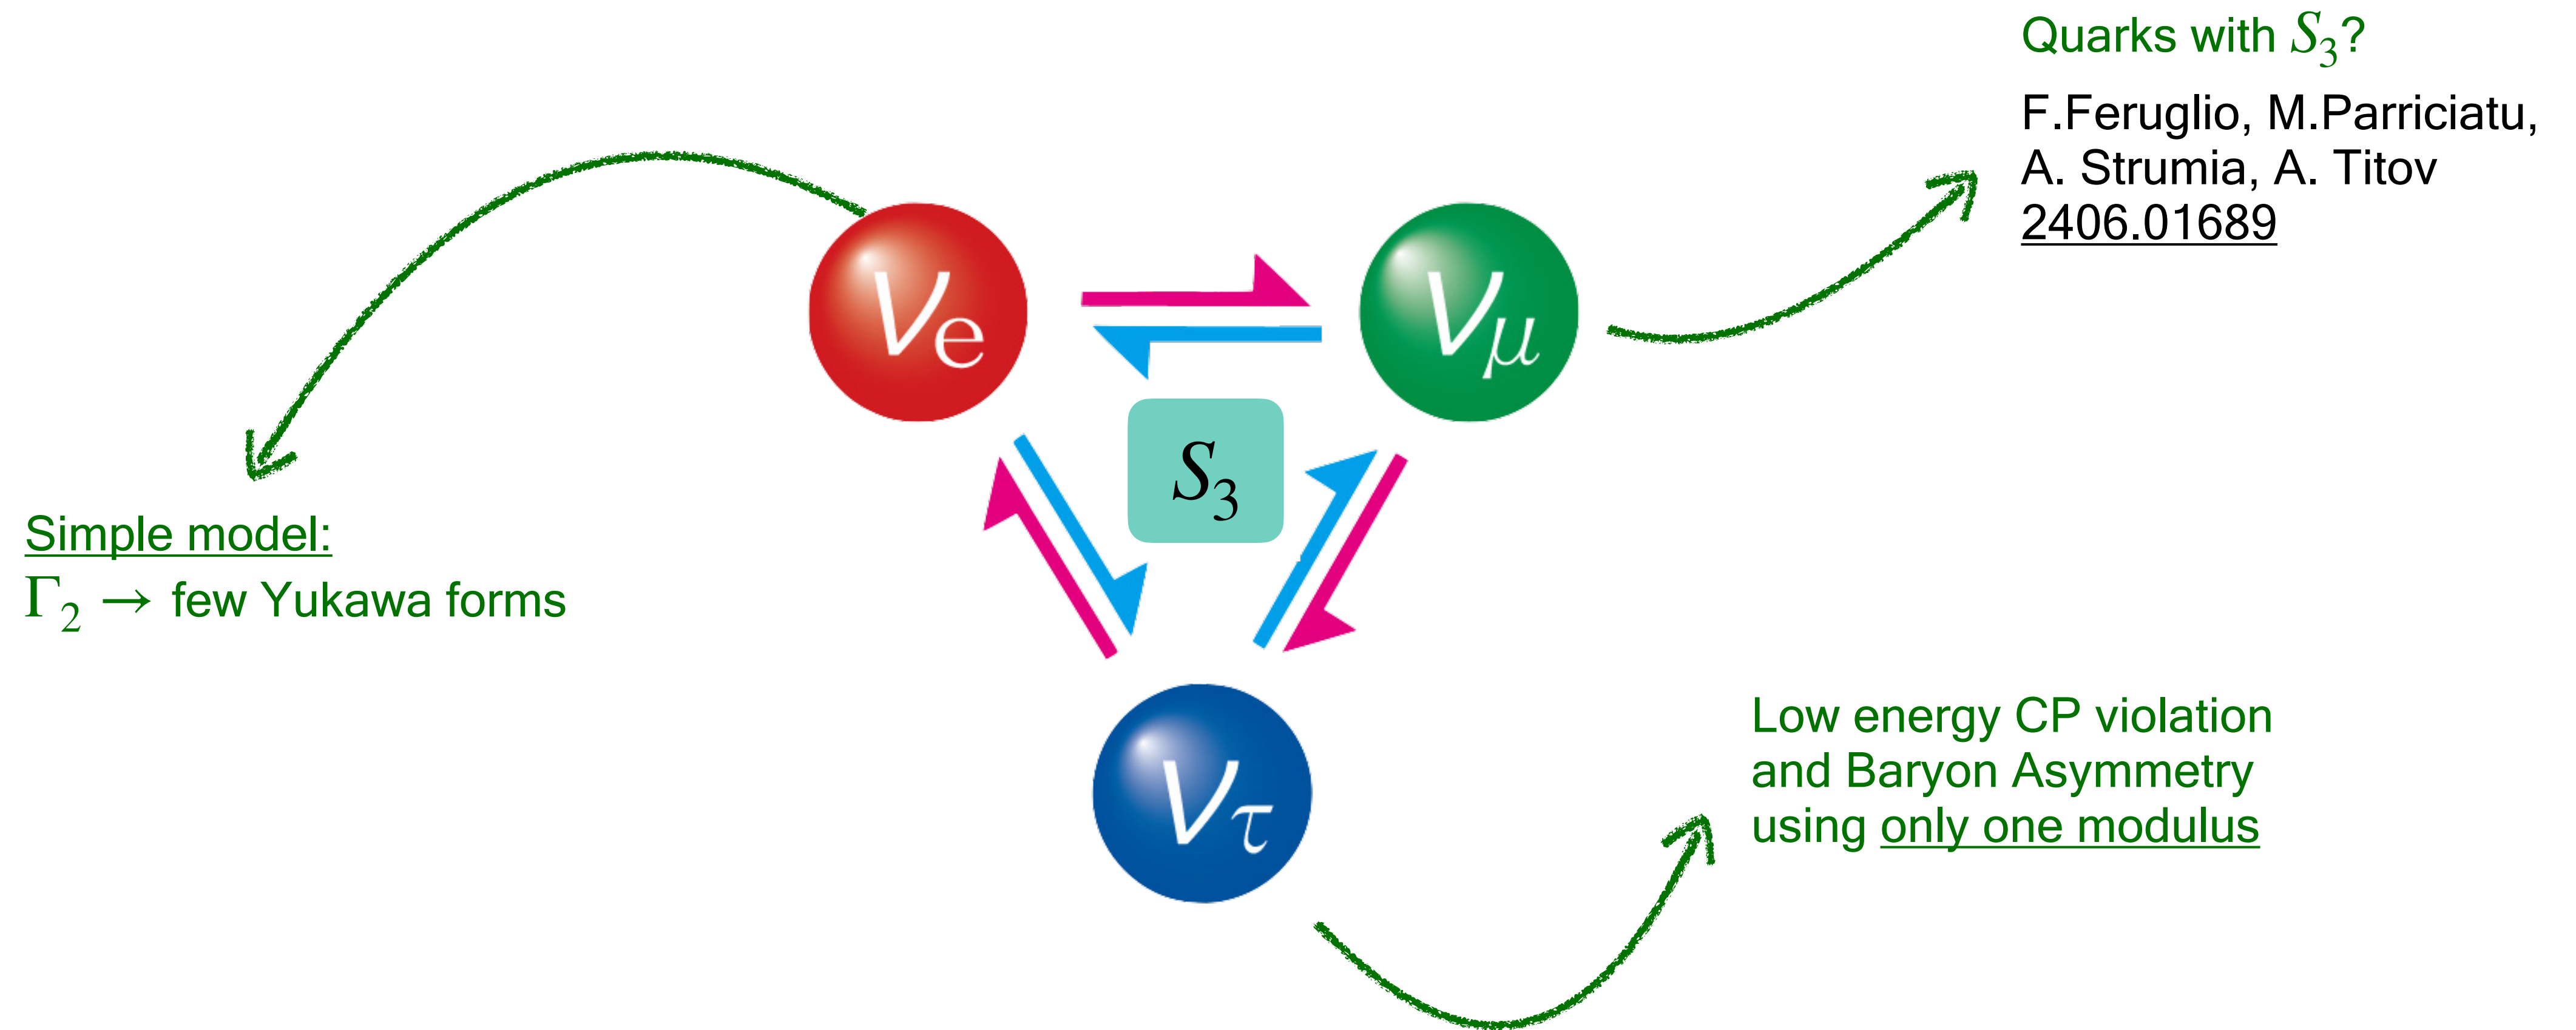 Quarks with S₃?
F.Feruglio, M.Parriciatu,
A. Strumia, A. Titov
2406.01689
νe
νμ
S₃
Simple model:
Γ₂ → few Yukawa forms
ντ
Low energy CP violation
and Baryon Asymmetry
using only one modulus